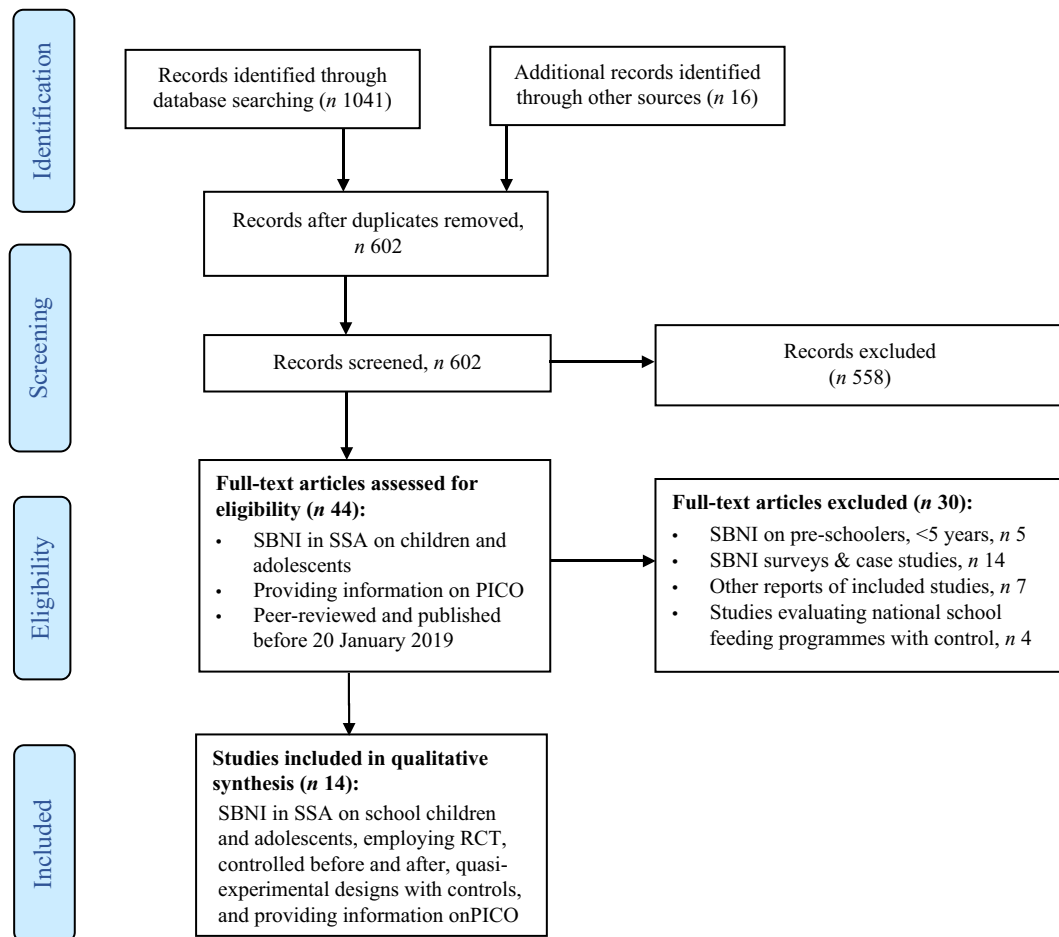 Identification
Records identified through
database searching (n 1041)
Additional records identified
through other sources (n 16)
Records after duplicates removed,
n 602
Screening
Records screened, n 602
Records excluded
(n 558)
Eligibility
Full-text articles assessed for
eligibility (n 44):
• SBNI in SSA on children and
adolescents
• Providing information on PICO
• Peer-reviewed and published
before 20 January 2019
Full-text articles excluded (n 30):
• SBNI on pre-schoolers, <5 years, n 5
• SBNI surveys & case studies, n 14
• Other reports of included studies, n 7
• Studies evaluating national school
feeding programmes with control, n 4
Included
Studies included in qualitative
synthesis (n 14):
SBNI in SSA on school children
and adolescents, employing RCT,
controlled before and after, quasi-
experimental designs with controls,
and providing information onPICO